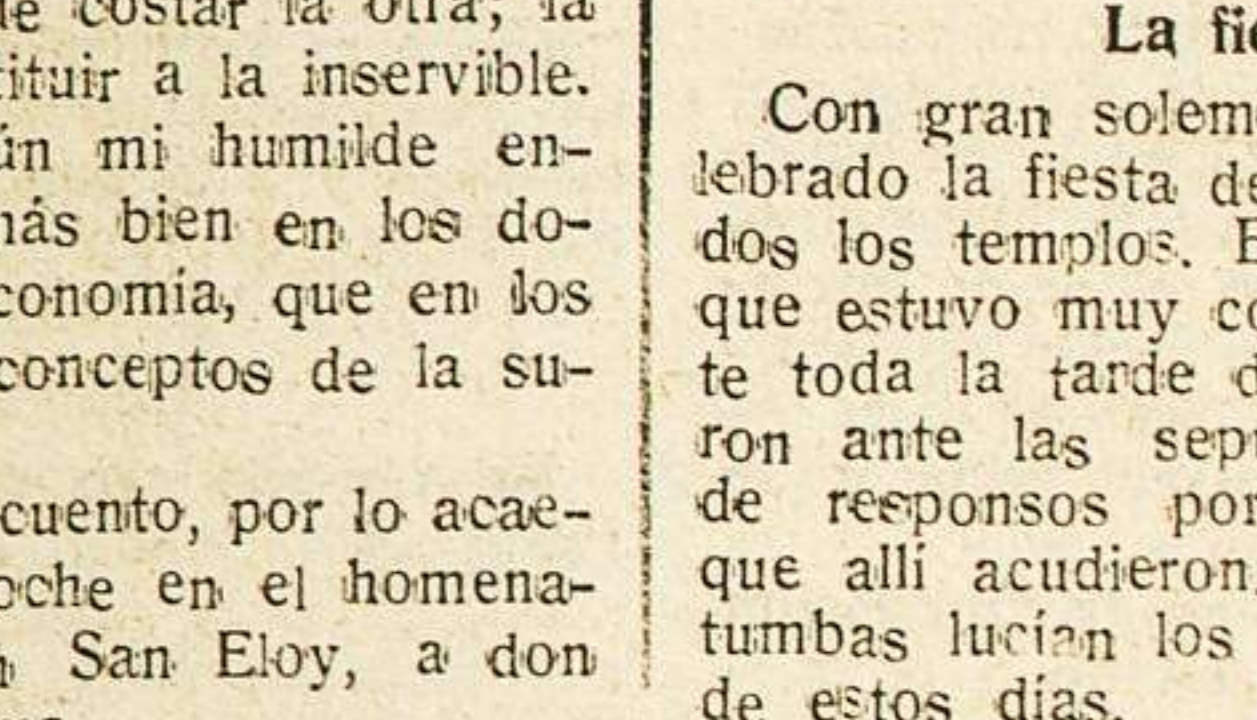 de costar la otra, la
tituir a la inservible.
ún mi humilde en-
más bien en los do-
conomía, que en los
conceptos de la su-
cuento, por lo acae-
oche en el homena-
San Eloy, a don
La fie
Con gran solem
lebrado la fiesta de
dos los templos. E
que estuvo muy co
te toda la tarde d
ron ante las sep
de responsos por
que allí acudieron
tumbas lucían los
de estos días.